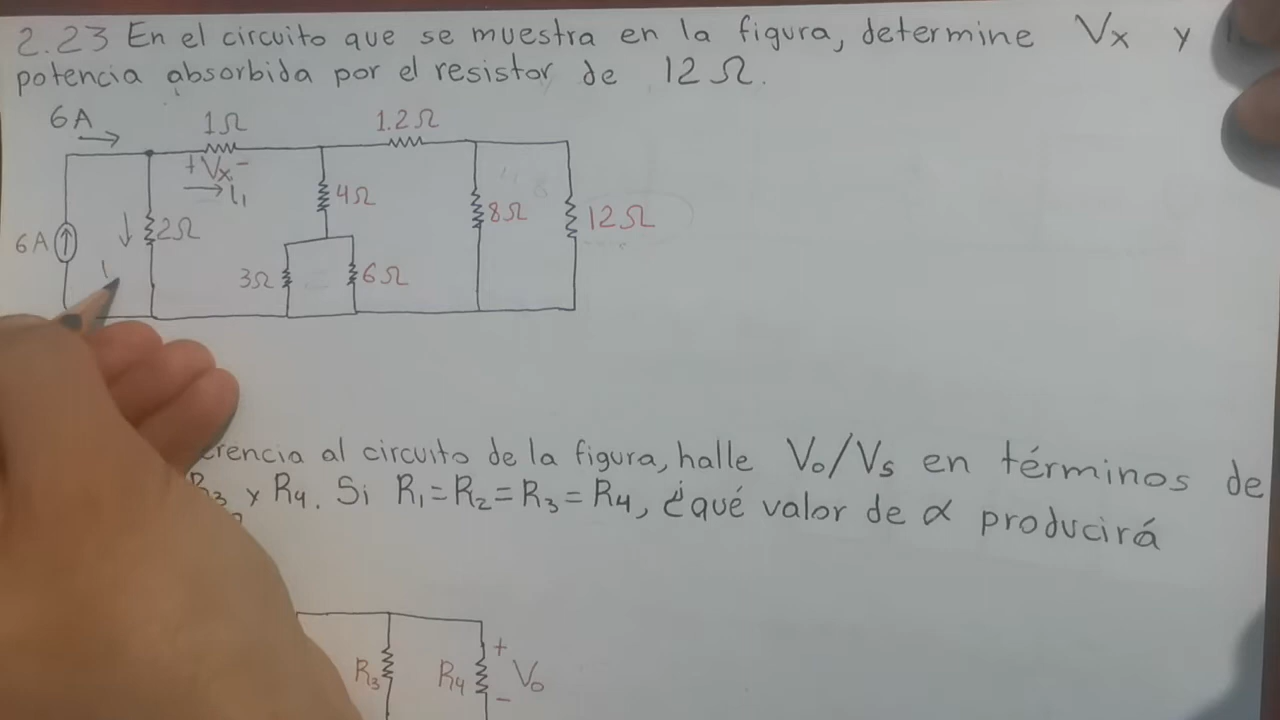 2.23 En el circuito que se muestra en la figura, determine Vx y
potencia absorbida por el resistor de 12Ω.
6A
1Ω
1.2Ω
+Vx-
I₁
4Ω
6A
2Ω
8Ω
12Ω
3Ω
6Ω
al circuito de la figura, halle Vo/Vs en términos de
R3 y R4. Si R1=R2=R3=R4, ¿qué valor de α producirá
R3
R4
+
Vo
-